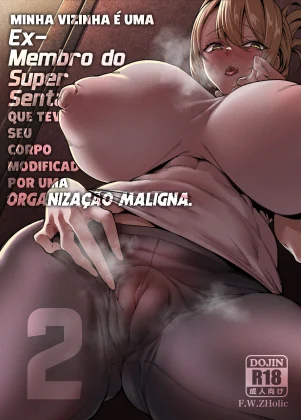 MINHA VIZINHA É UMA
Ex-
Membro do
Super
Sent
QUE TEV
SEU
CORPO
MODIFICAD
POR UMA
ORGANIZAÇÃO MALIGNA.
2
DOJIN
R18
成人向け
F.W.ZHolic